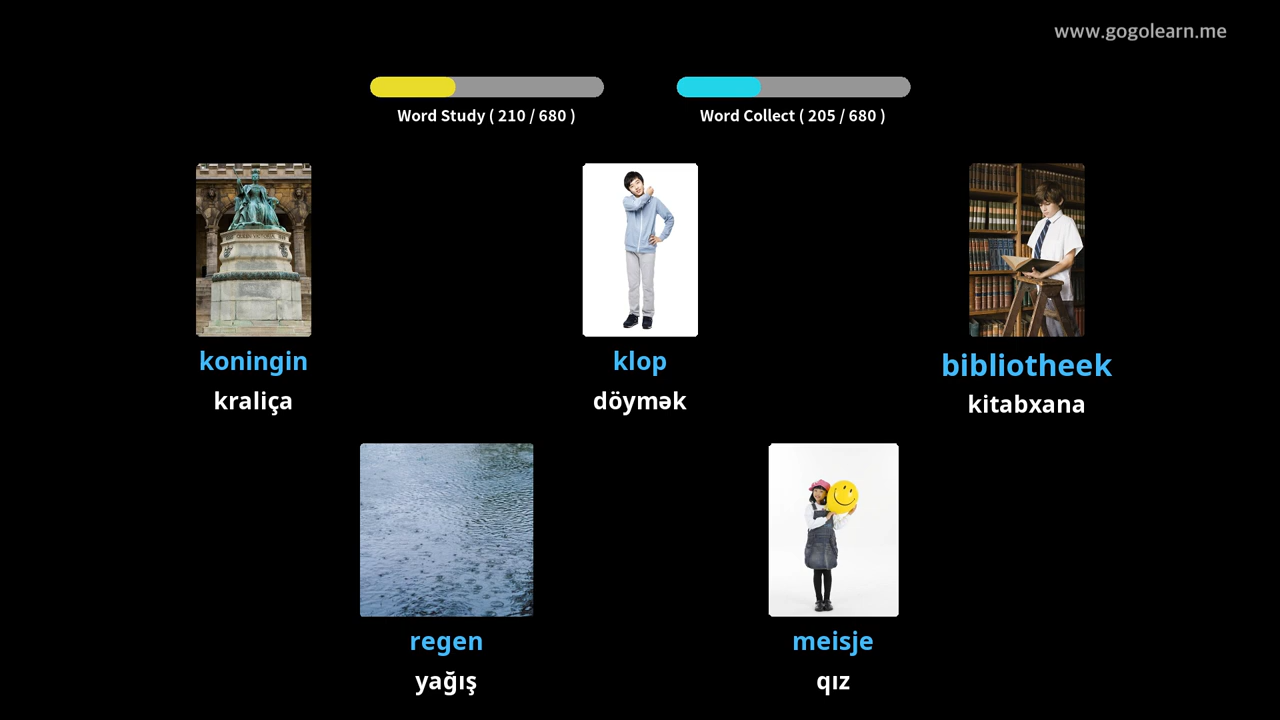 www.gogolearn.me
Word Study ( 210 / 680 )
Word Collect ( 205 / 680 )
koningin
klop
bibliotheek
kraliça
döymək
kitabxana
regen
meisje
yağış
qız